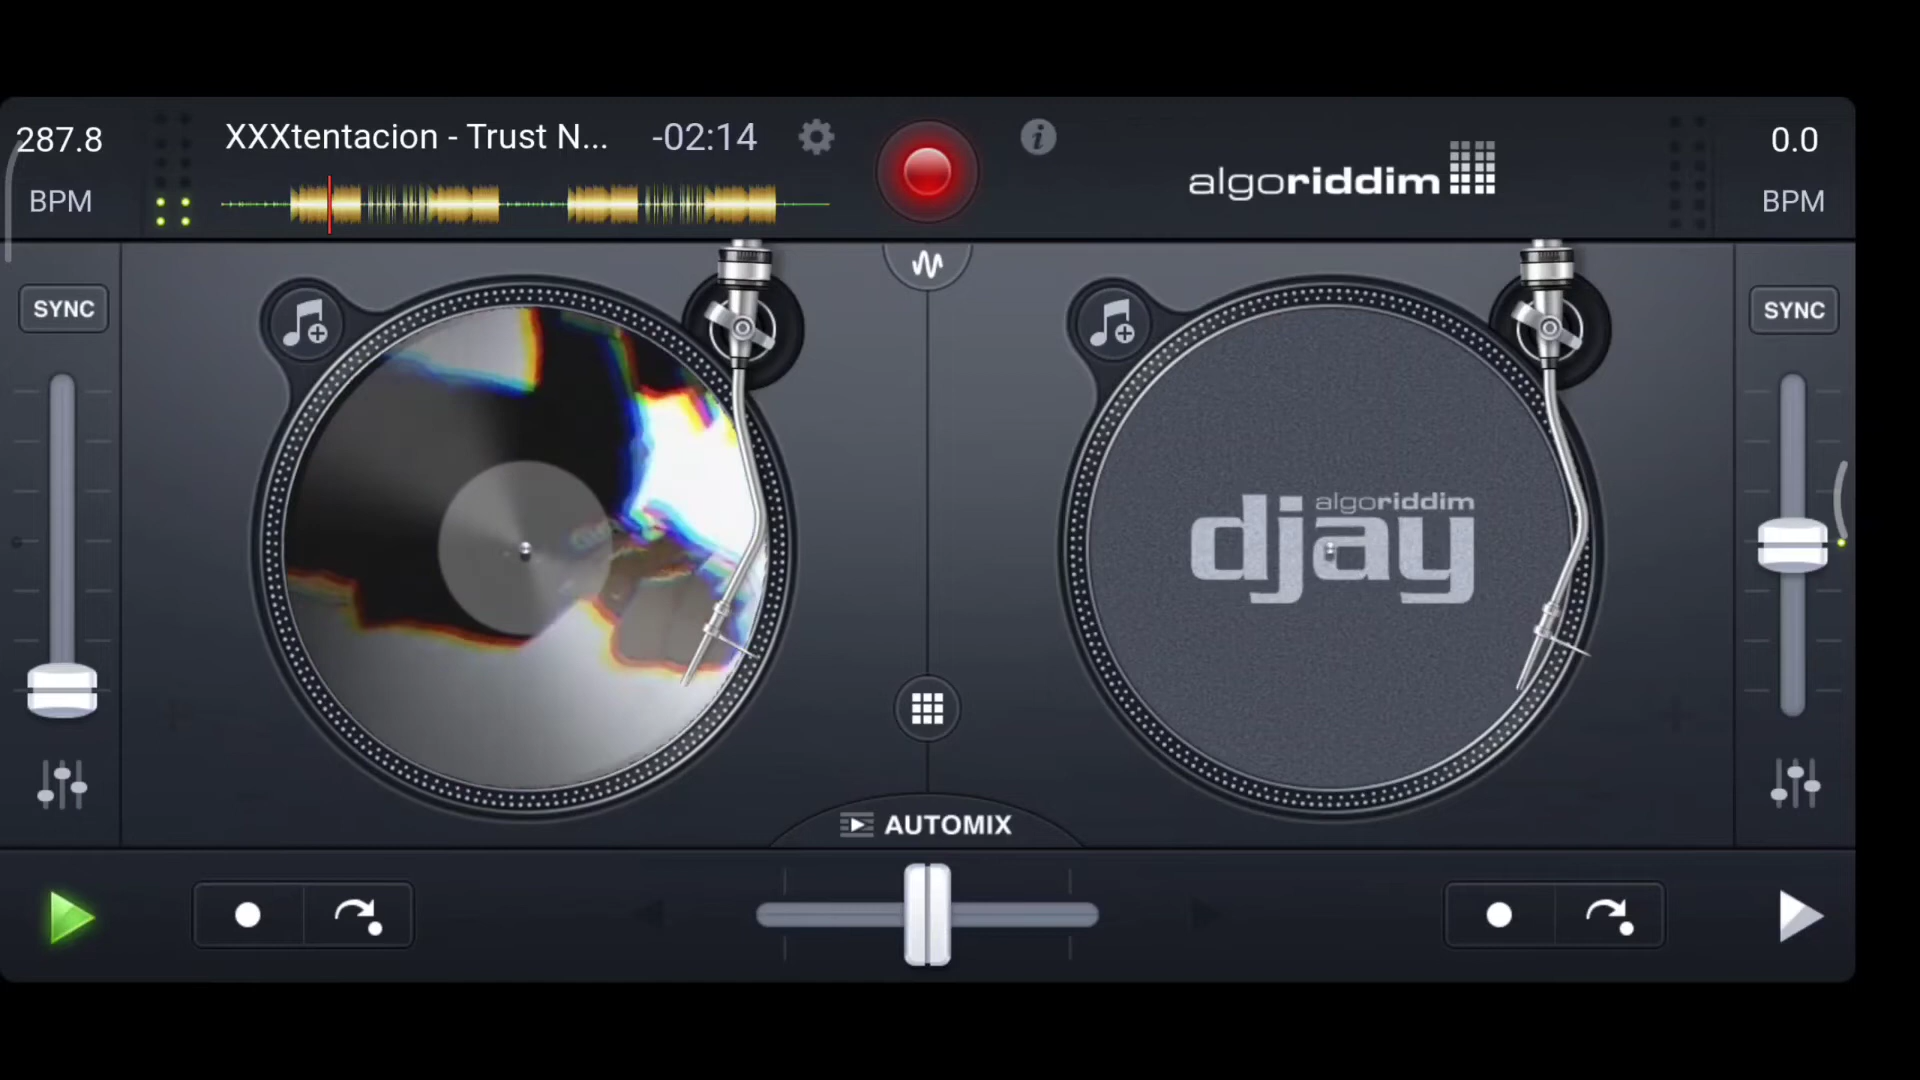 287.8
BPM
XXXtentacion - Trust N...
-02:14
algoriddim
0.0
BPM
SYNC
SYNC
algoriddim
djay
AUTOMIX